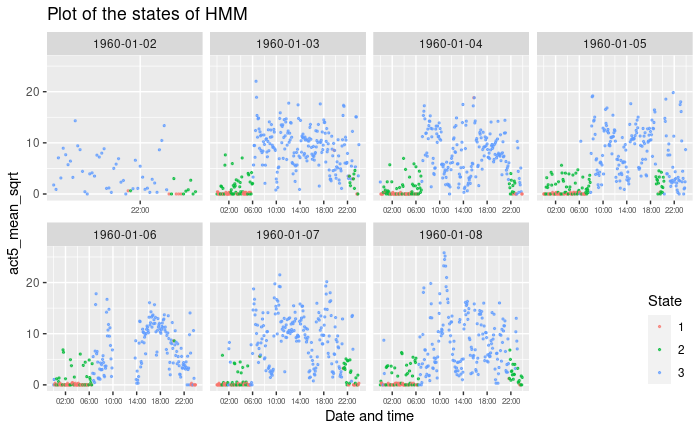 Plot of the states of HMM
1960-01-02 1960-01-03 1960-01-04 1960-01-05
20
10
0
22:00 02:00 06:00 10:00 14:00 18:00 22:00 02:00 06:00 10:00 14:00 18:00 22:00 02:00 06:00 10:00 14:00 18:00 22:00
act5_mean_sqrt
1960-01-06 1960-01-07 1960-01-08
20
10
0
02:00 06:00 10:00 14:00 18:00 22:00 02:00 06:00 10:00 14:00 18:00 22:00 02:00 06:00 10:00 14:00 18:00 22:00
Date and time
State
1
2
3